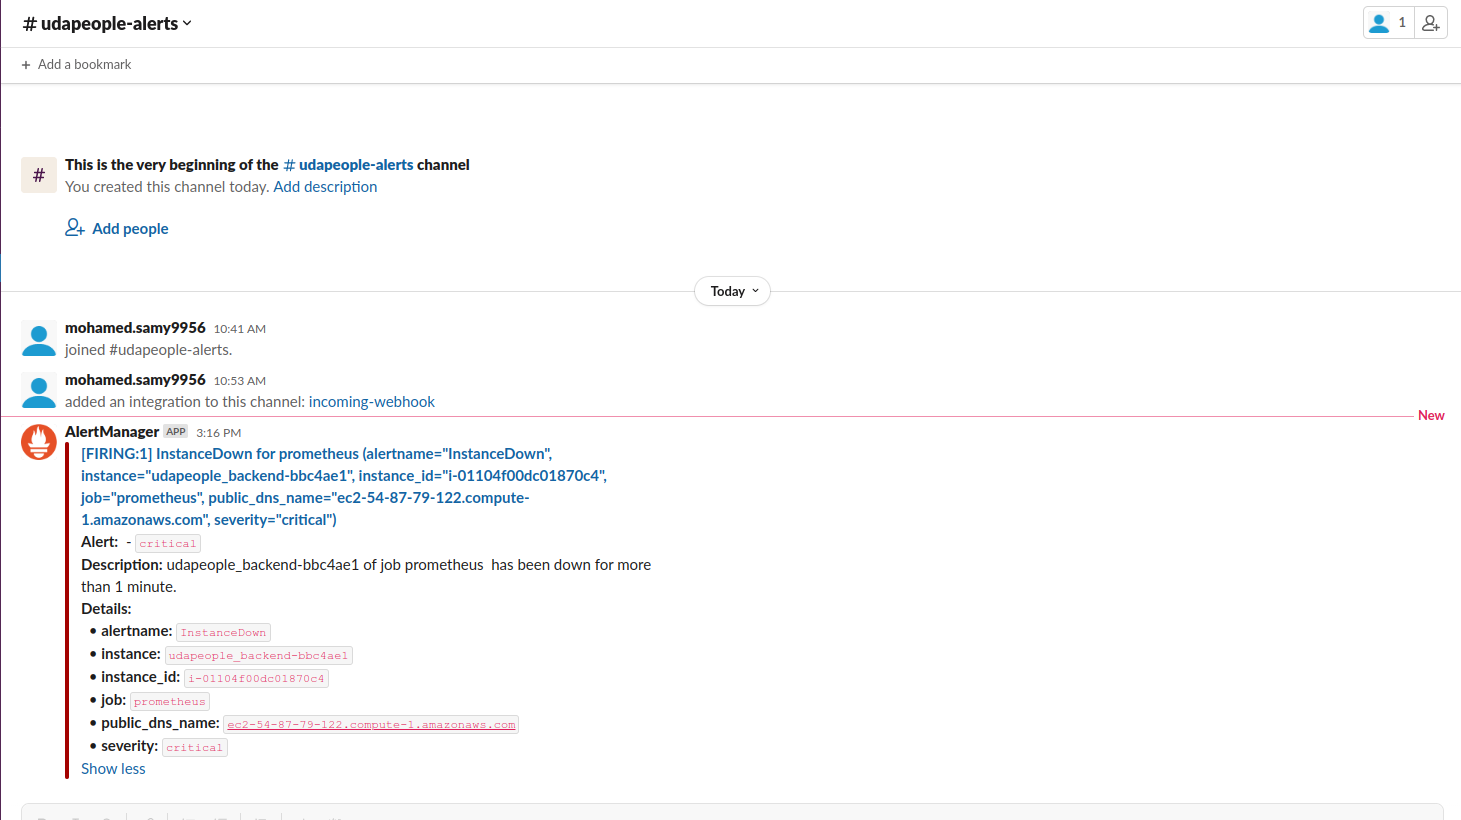 # udapeople-alerts
1
+ Add a bookmark
# This is the very beginning of the # udapeople-alerts channel
You created this channel today. Add description
Add people
Today
mohamed.samy9956 10:41 AM
joined #udapeople-alerts.
mohamed.samy9956 10:53 AM
added an integration to this channel: incoming-webhook
New
AlertManager APP 3:16 PM
[FIRING:1] InstanceDown for prometheus (alertname="InstanceDown",
instance="udapeople_backend-bbc4ae1", instance_id="i-01104f00dc01870c4",
job="prometheus", public_dns_name="ec2-54-87-79-122.compute-
1.amazonaws.com", severity="critical")
Alert: - critical
Description: udapeople_backend-bbc4ae1 of job prometheus  has been down for more
than 1 minute.
Details:
• alertname: InstanceDown
• instance: udapeople_backend-bbc4ae1
• instance_id: i-01104f00dc01870c4
• job: prometheus
• public_dns_name: ec2-54-87-79-122.compute-1.amazonaws.com
• severity: critical
Show less